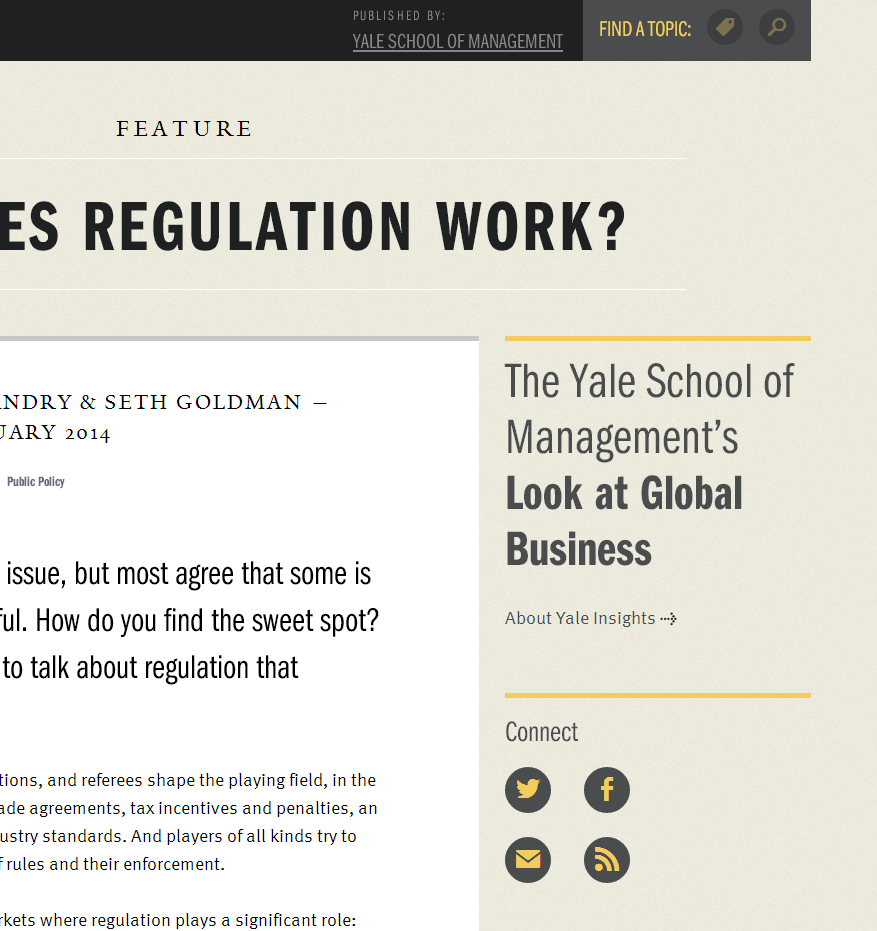 PUBLISHED BY:
YALE SCHOOL OF MANAGEMENT
FIND A TOPIC:
FEATURE
ES REGULATION WORK?
NDRY & SETH GOLDMAN —
UARY 2014
Public Policy
issue, but most agree that some is
ful. How do you find the sweet spot?
to talk about regulation that
tions, and referees shape the playing field, in the
ade agreements, tax incentives and penalties, an
ustry standards. And players of all kinds try to
f rules and their enforcement.
rkets where regulation plays a significant role:
The Yale School of
Management’s
Look at Global
Business
About Yale Insights
Connect